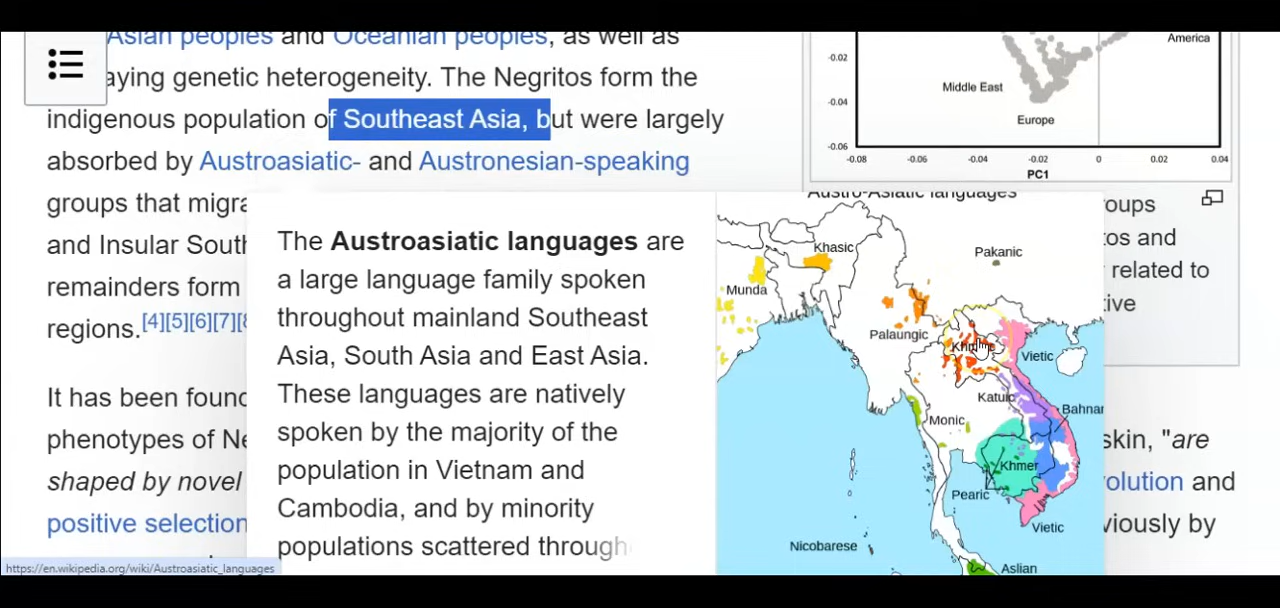 Asian peoples and Oceanian peoples, as well as
aying genetic heterogeneity. The Negritos form the
indigenous population of Southeast Asia, but were largely
absorbed by Austroasiatic- and Austronesian-speaking
groups that migra
and Insular South
remainders form
regions.[4][5][6][7][8
It has been found
phenotypes of Ne
shaped by novel
positive selection
The Austroasiatic languages are
a large language family spoken
throughout mainland Southeast
Asia, South Asia and East Asia.
These languages are natively
spoken by the majority of the
population in Vietnam and
Cambodia, and by minority
populations scattered through
Austro-Asiatic languages
Khasic
Pakanic
Munda
Palaungic
Vietic
Katuic
Bahnar
Monic
Khmer
Pearic
Vietic
Nicobarese
Aslian
America
-0.02
Middle East
-0.04
Europe
-0.06
-0.08 -0.06 -0.04 -0.02 0 0.02 0.04
PC1
oups
tos and
related to
tive
skin, "are
volution and
viously by
https://en.wikipedia.org/wiki/Austroasiatic_languages